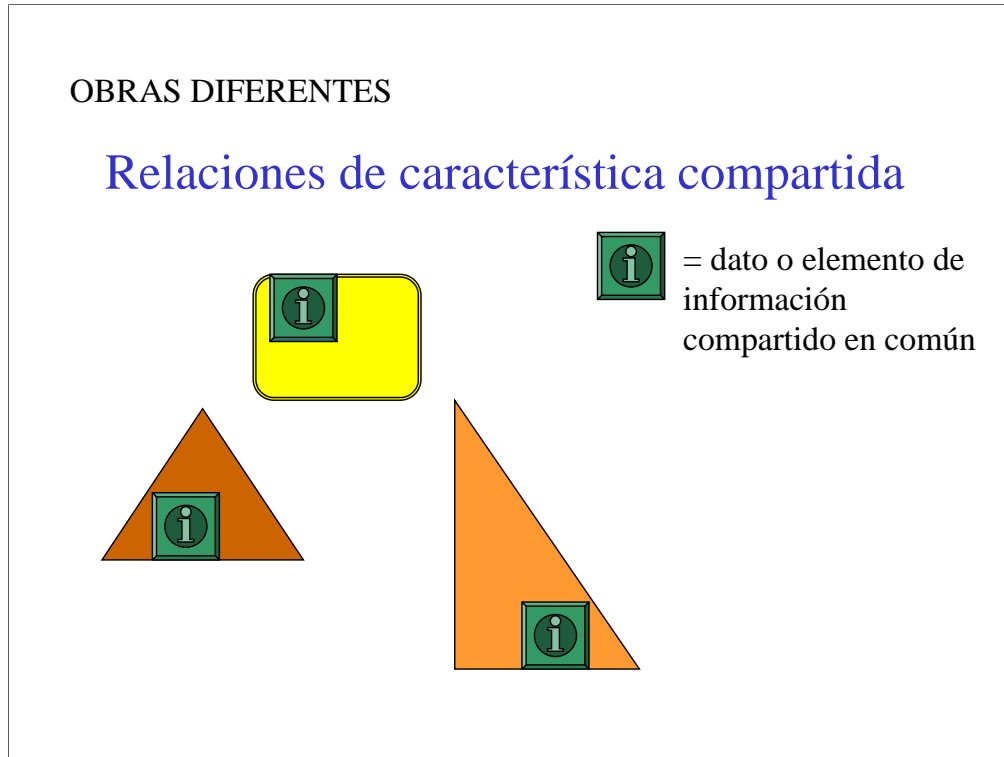 OBRAS DIFERENTES
Relaciones de característica compartida
= dato o elemento de
información
compartido en común